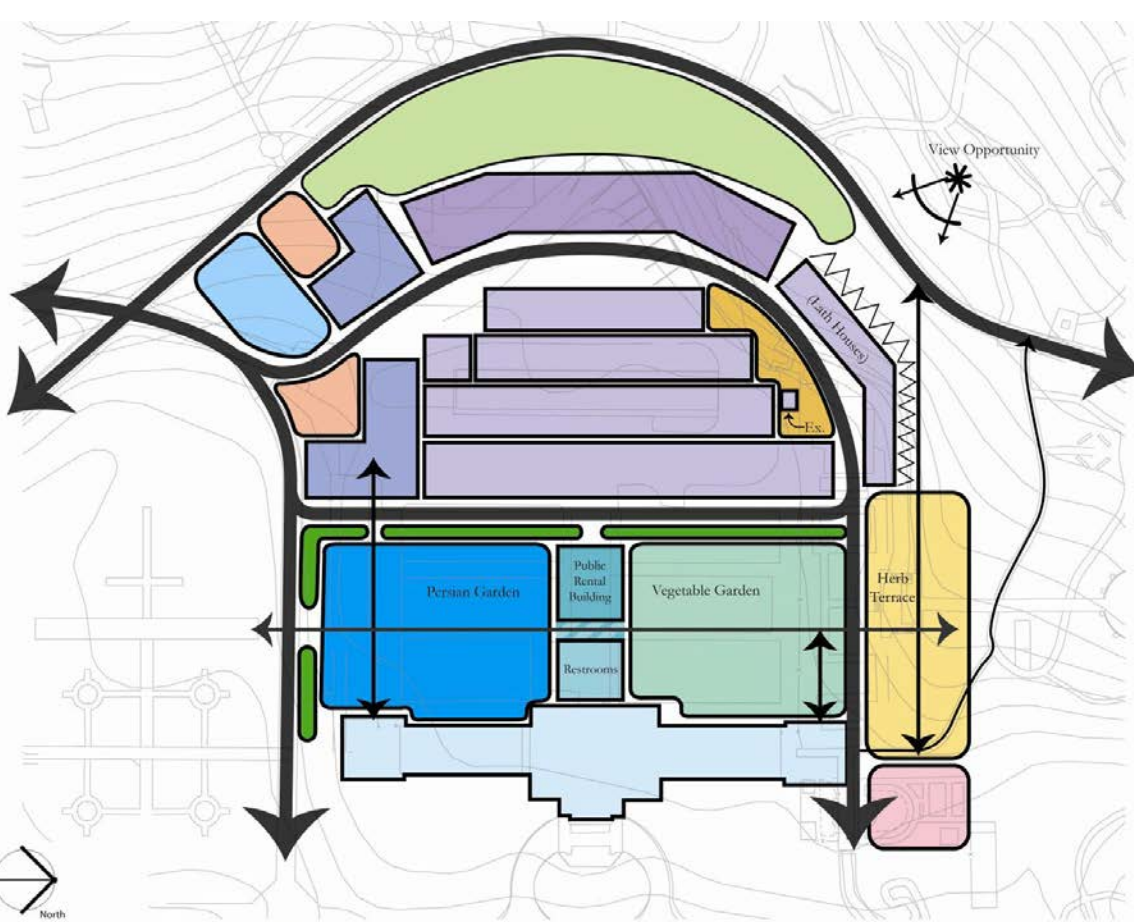 View Opportunity
(Lath Houses)
Ex.
Persian Garden
Public
Rental
Building
Vegetable Garden
Herb
Terrace
Restrooms
North